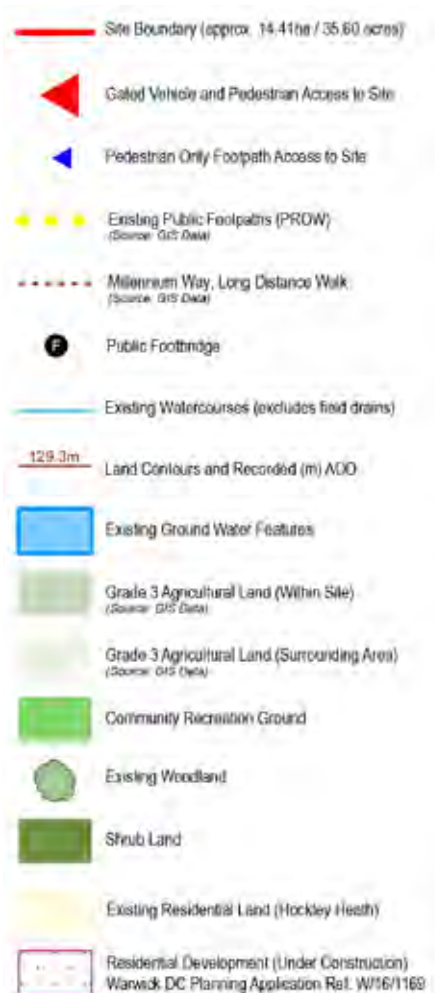 Site Boundary (approx. 14.41ha / 35.60 acres)
Gated Vehicle and Pedestrian Access to Site
Pedestrian Only Footpath Access to Site
Existing Public Footpaths (PROW)
(Source: GIS Data)
Millennium Way, Long Distance Walk
(Source: GIS Data)
F
Public Footbridge
Existing Watercourses (excludes field drains)
129.3m
Land Contours and Recorded (m) AOD
Existing Ground Water Features
Grade 3 Agricultural Land (Within Site)
(Source: GIS Data)
Grade 3 Agricultural Land (Surrounding Area)
(Source: GIS Data)
Community Recreation Ground
Existing Woodland
Shrub Land
Existing Residential Land (Hockley Heath)
Residential Development (Under Construction)
Warwick DC Planning Application Ref. W/16/1169